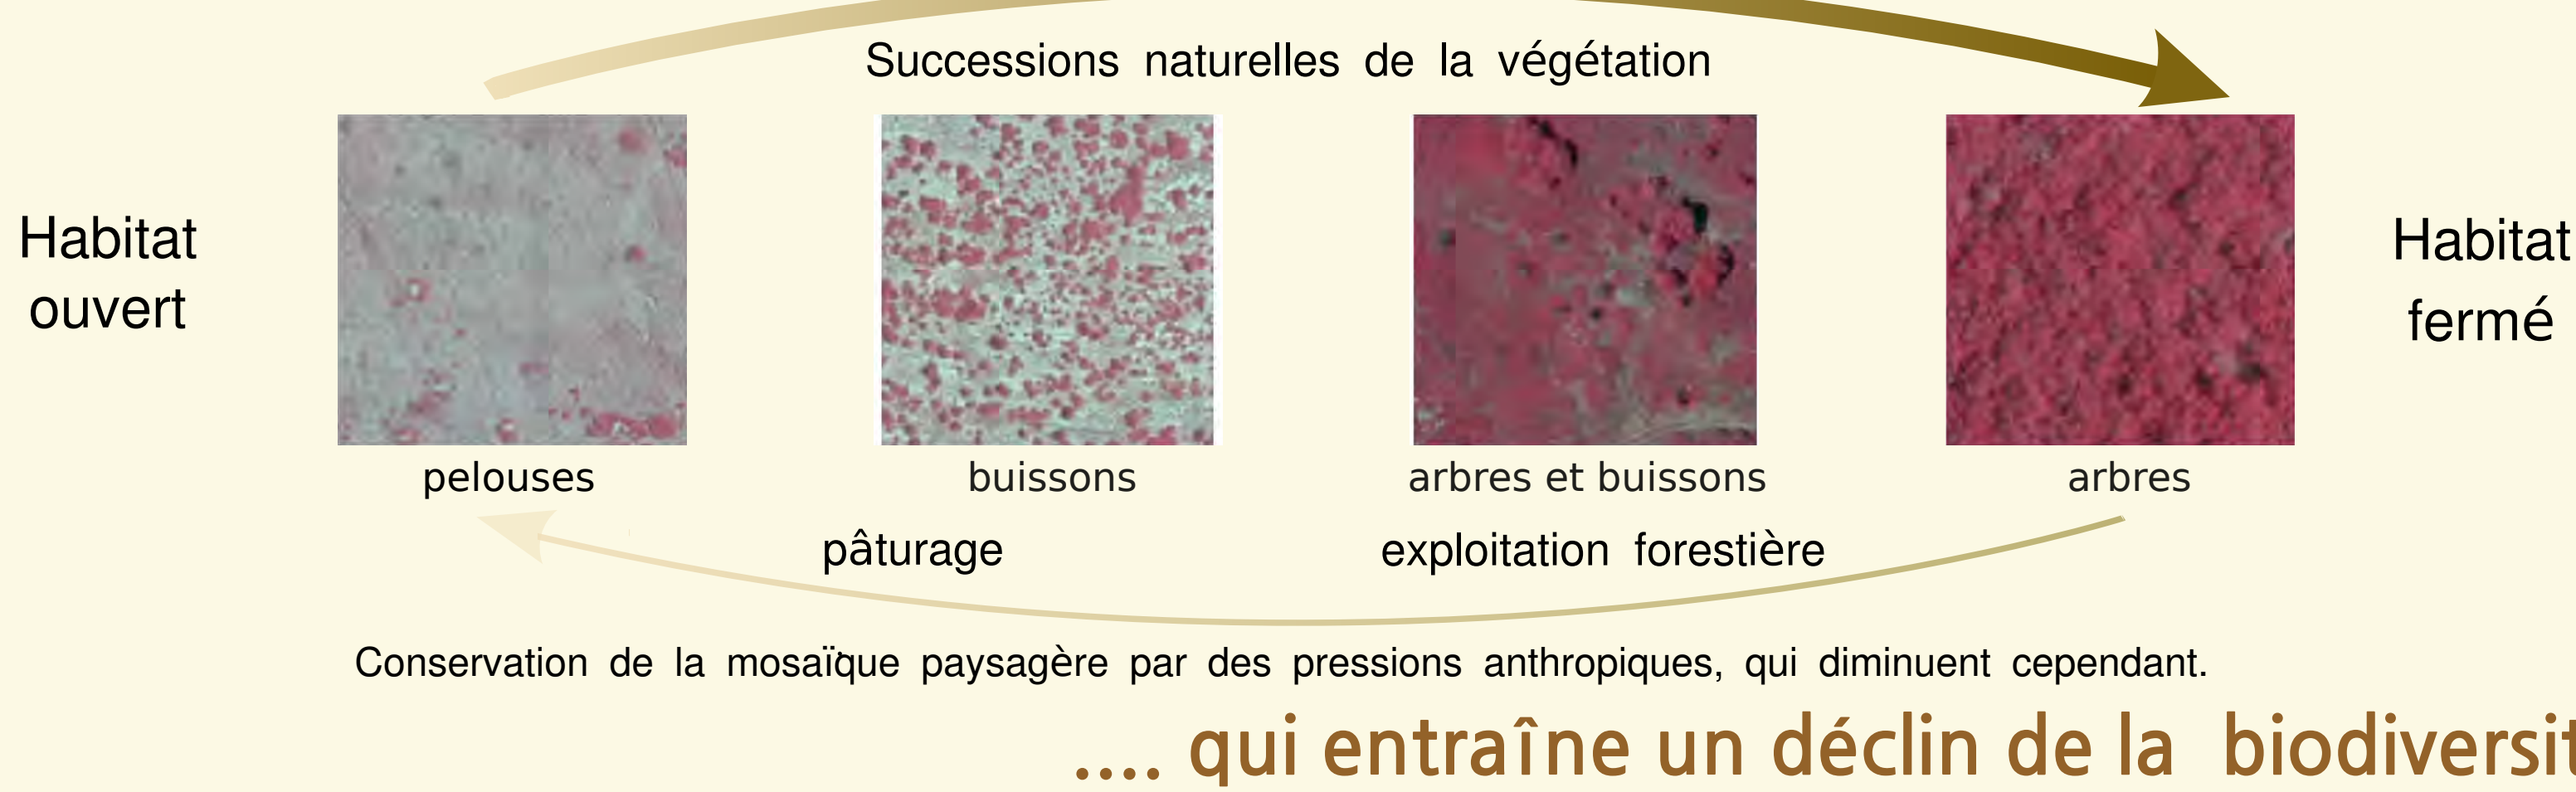 Successions naturelles de la végétation
Habitat
ouvert
Habitat
fermé
pelouses
buissons
arbres et buissons
arbres
pâturage
exploitation forestière
Conservation de la mosaïque paysagère par des pressions anthropiques, qui diminuent cependant.
.... qui entraîne un déclin de la biodiversit